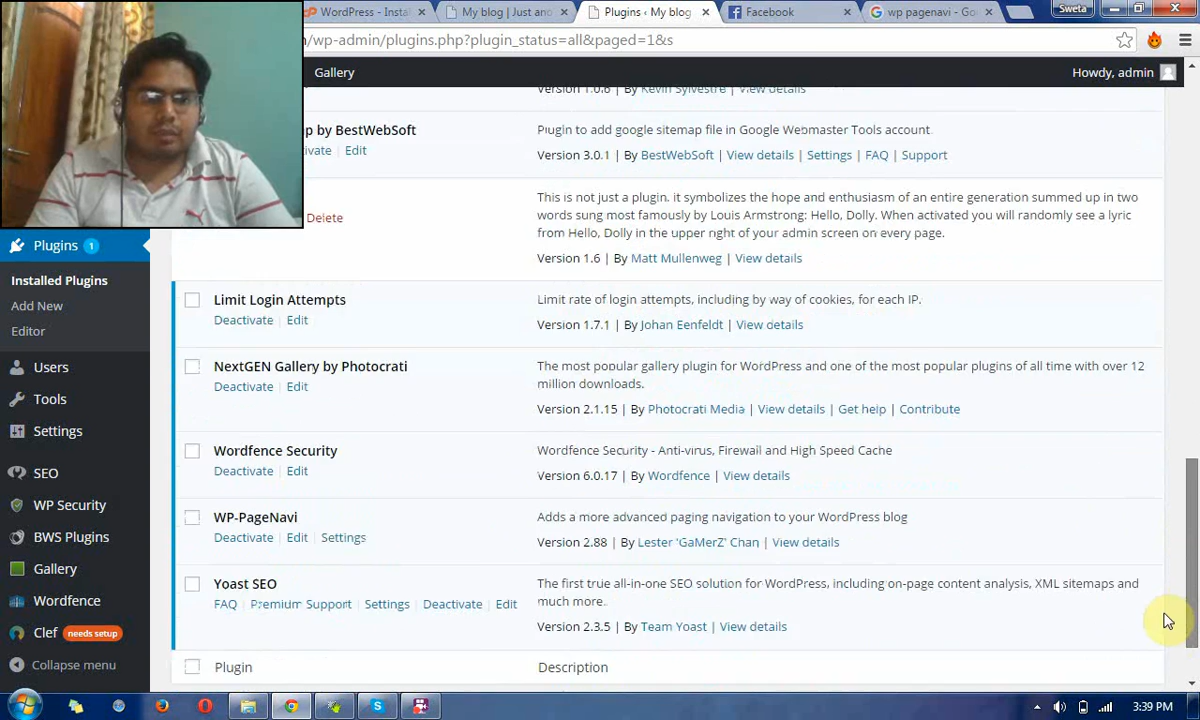 WordPress - Insta
My blog | Just an
Plugins ‹ My blog
Facebook
wp pagenavi - Go
Sweta
/wp-admin/plugins.php?plugin_status=all&paged=1&s
Gallery
Howdy, admin
Version 1.0.6 | By Kevin Sylvestre | View details
p by BestWebSoft
Edit
Plugin to add google sitemap file in Google Webmaster Tools account.
Version 3.0.1 | By BestWebSoft | View details | Settings | FAQ | Support
Delete
This is not just a plugin, it symbolizes the hope and enthusiasm of an entire generation summed up in two
words sung most famously by Louis Armstrong: Hello, Dolly. When activated you will randomly see a lyric
from Hello, Dolly in the upper right of your admin screen on every page.
Version 1.6 | By Matt Mullenweg | View details
Plugins 1
Installed Plugins
Add New
Editor
Users
Tools
Settings
SEO
WP Security
BWS Plugins
Gallery
Wordfence
Clef needs setup
Collapse menu
Limit Login Attempts
Deactivate | Edit
Limit rate of login attempts, including by way of cookies, for each IP.
Version 1.7.1 | By Johan Eenfeldt | View details
NextGEN Gallery by Photocrati
Deactivate | Edit
The most popular gallery plugin for WordPress and one of the most popular plugins of all time with over 12
million downloads.
Version 2.1.15 | By Photocrati Media | View details | Get help | Contribute
Wordfence Security
Deactivate | Edit
Wordfence Security - Anti-virus, Firewall and High Speed Cache
Version 6.0.17 | By Wordfence | View details
WP-PageNavi
Deactivate | Edit | Settings
Adds a more advanced paging navigation to your WordPress blog
Version 2.88 | By Lester 'GaMerZ' Chan | View details
Yoast SEO
FAQ | Premium Support | Settings | Deactivate | Edit
The first true all-in-one SEO solution for WordPress, including on-page content analysis, XML sitemaps and
much more.
Version 2.3.5 | By Team Yoast | View details
Plugin
Description
3:39 PM